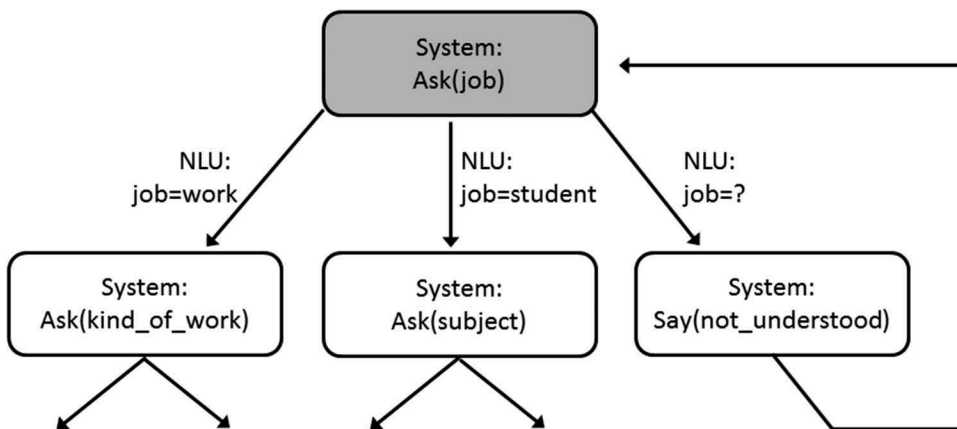 System:
Ask(job)
NLU:
job=work
NLU:
job=student
NLU:
job=?
System:
Ask(kind_of_work)
System:
Ask(subject)
System:
Say(not_understood)